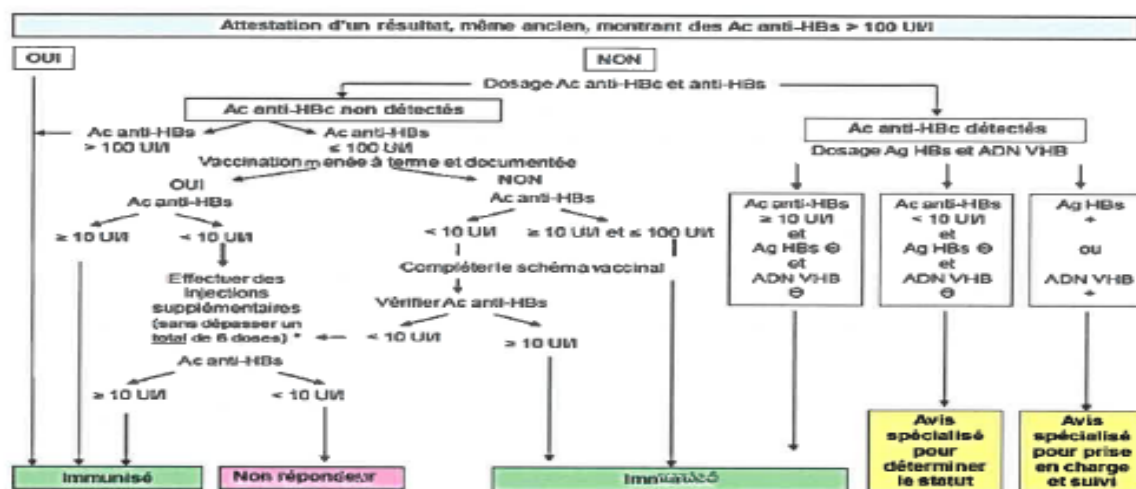 Attestation d'un résultat, même ancien, montrant des Ac anti-HBs > 100 UI/l
OUI
NON
Dosage Ac anti-HBc et anti-HBs
Ac anti-HBc non détectés
Ac anti-HBs
> 100 UI/l
Ac anti-HBs
≤ 100 UI/l
Ac anti-HBc détectés
Dosage Ag HBs et ADN VHB
Vaccination menée à terme et documentée
OUI
Ac anti-HBs
NON
Ac anti-HBs
≥ 10 UI/l
< 10 UI/l
< 10 UI/l
≥ 10 UI/l et ≤ 100 UI/l
Effectuer des
Injections
supplémentaires
(sans dépasser un
total de 6 doses) *
Compléter le schéma vaccinal
Vérifier Ac anti-HBs
< 10 UI/l
≥ 10 UI/l
Ac anti-HBs
≥ 10 UI/l
< 10 UI/l
Ac anti-HBs
≥ 10 UI/l
et
Ag HBs ⊖
et
ADN VHB
⊖
Ac anti-HBs
< 10 UI/l
et
Ag HBs ⊖
et
ADN VHB
⊖
Ag HBs
+
ou
ADN VHB
+
Immunisé
Non répondeur
Immunisé
Avis
spécialisé
pour
déterminer
le statut
Avis
spécialisé
pour prise
en charge
et suivi